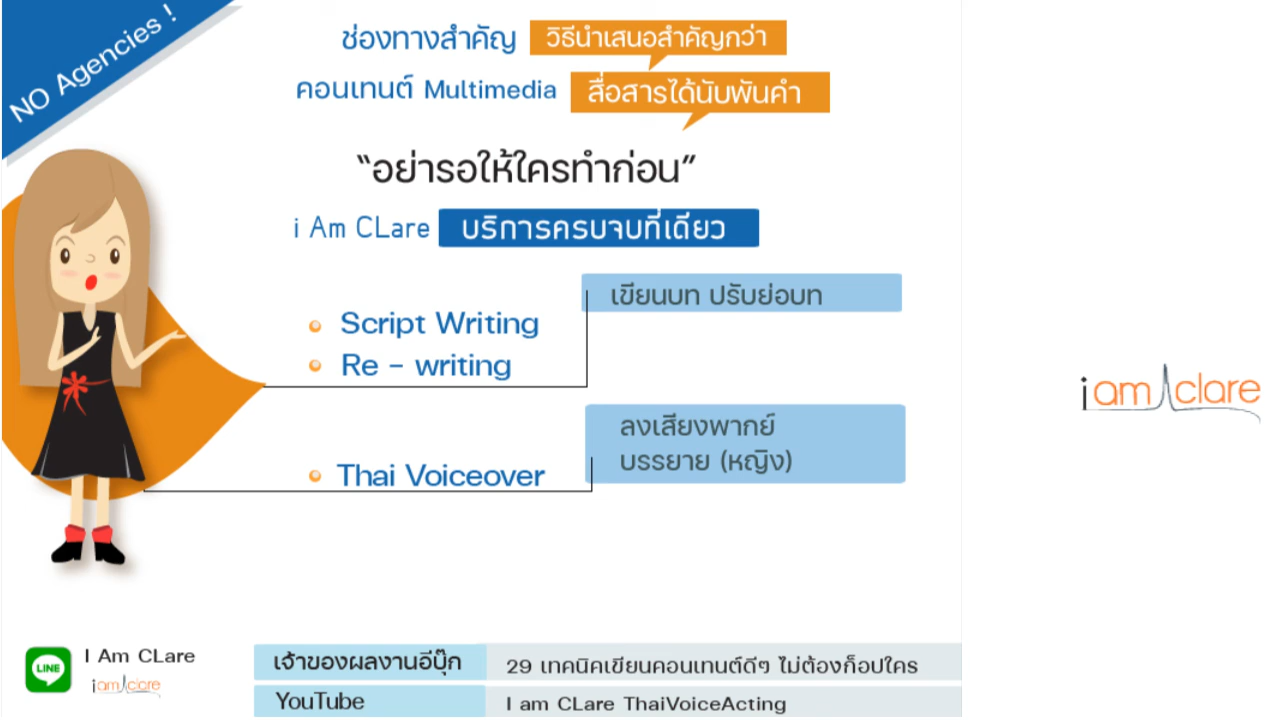 NO Agencies !
ช่องทางสำคัญ วิธีนำเสนอสำคัญกว่า
คอนเทนต์ Multimedia สื่อสารได้นับพันคำ
“อย่ารอให้ใครทำก่อน”
i Am CLare บริการครบจบที่เดียว
เขียนบท ปรับย่อบท
Script Writing
Re - writing
ลงเสียงพากย์
บรรยาย (หญิง)
Thai Voiceover
i am clare
LINE I Am CLare
i am clare
เจ้าของผลงานอีบุ๊ก 29 เทคนิคเขียนคอนเทนต์ดีๆ ไม่ต้องก็อปใคร
YouTube I am CLare ThaiVoiceActing